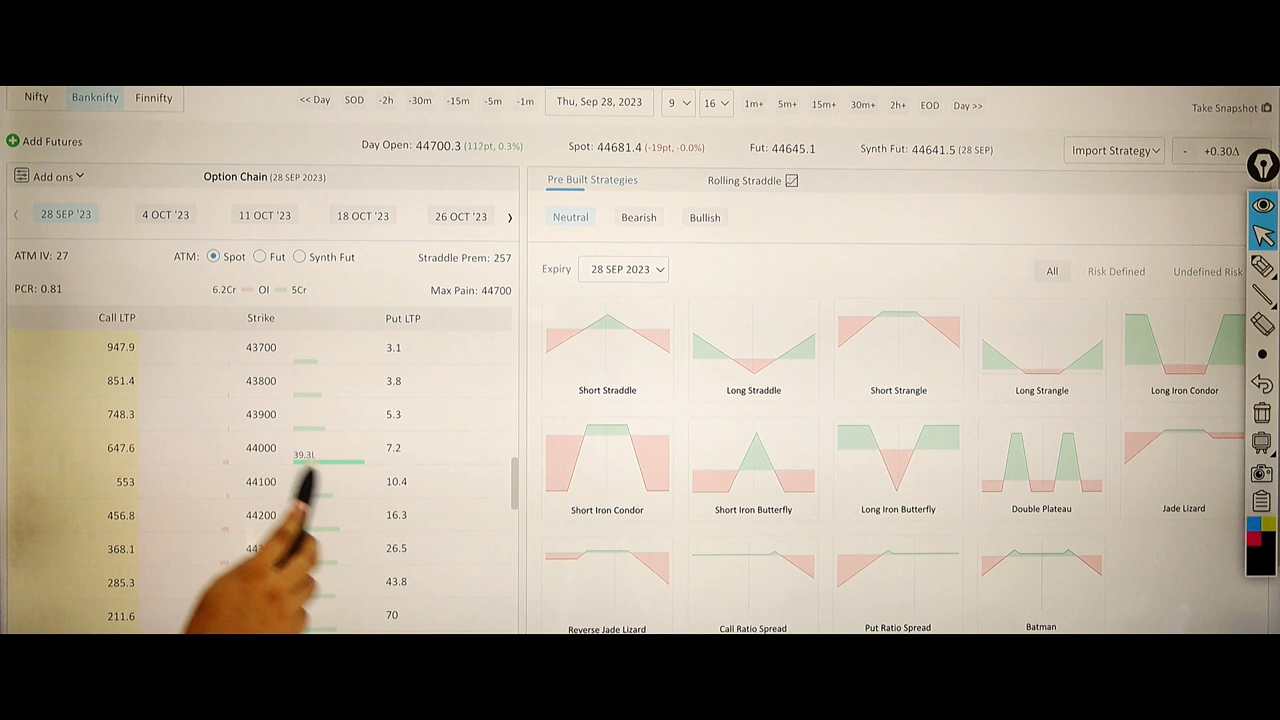 Nifty Banknifty Finnifty
<< Day SOD -2h -30m -15m -5m -1m Thu, Sep 28, 2023 9 16 1m+ 5m+ 15m+ 30m+ 2h+ EOD Day >>
Take Snapshot
Add Futures
Day Open: 44700.3 (112pt, 0.3%) Spot: 44681.4 (-19pt, -0.0%) Fut: 44645.1 Synth Fut: 44641.5 (28 SEP)
Import Strategy - +0.30Δ
Add ons Option Chain (28 SEP 2023)
28 SEP '23 4 OCT '23 11 OCT '23 18 OCT '23 26 OCT '23
ATM IV: 27 ATM: Spot Fut Synth Fut Straddle Prem: 257
PCR: 0.81 6.2Cr OI 5Cr Max Pain: 44700
Call LTP Strike Put LTP
947.9 43700 3.1
851.4 43800 3.8
748.3 43900 5.3
647.6 44000 39.3L 7.2
553 44100 10.4
456.8 44200 16.3
368.1 26.5
285.3 43.8
211.6 70
Pre Built Strategies Rolling Straddle
Neutral Bearish Bullish
Expiry 28 SEP 2023 All Risk Defined Undefined Risk
Short Straddle Long Straddle Short Strangle Long Strangle Long Iron Condor
Short Iron Condor Short Iron Butterfly Long Iron Butterfly Double Plateau Jade Lizard
Reverse Jade Lizard Call Ratio Spread Put Ratio Spread Batman